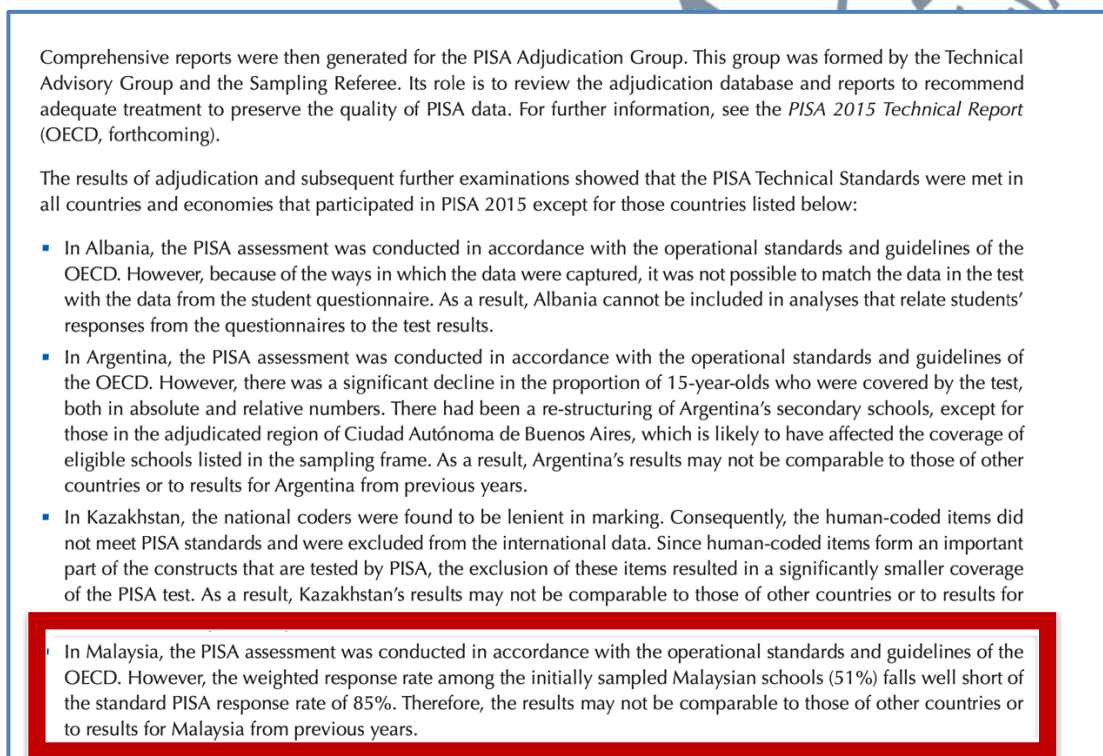 Comprehensive reports were then generated for the PISA Adjudication Group. This group was formed by the Technical
Advisory Group and the Sampling Referee. Its role is to review the adjudication database and reports to recommend
adequate treatment to preserve the quality of PISA data. For further information, see the PISA 2015 Technical Report
(OECD, forthcoming).
The results of adjudication and subsequent further examinations showed that the PISA Technical Standards were met in
all countries and economies that participated in PISA 2015 except for those countries listed below:
▪ In Albania, the PISA assessment was conducted in accordance with the operational standards and guidelines of the
OECD. However, because of the ways in which the data were captured, it was not possible to match the data in the test
with the data from the student questionnaire. As a result, Albania cannot be included in analyses that relate students’
responses from the questionnaires to the test results.
▪ In Argentina, the PISA assessment was conducted in accordance with the operational standards and guidelines of
the OECD. However, there was a significant decline in the proportion of 15-year-olds who were covered by the test,
both in absolute and relative numbers. There had been a re-structuring of Argentina’s secondary schools, except for
those in the adjudicated region of Ciudad Autónoma de Buenos Aires, which is likely to have affected the coverage of
eligible schools listed in the sampling frame. As a result, Argentina’s results may not be comparable to those of other
countries or to results for Argentina from previous years.
▪ In Kazakhstan, the national coders were found to be lenient in marking. Consequently, the human-coded items did
not meet PISA standards and were excluded from the international data. Since human-coded items form an important
part of the constructs that are tested by PISA, the exclusion of these items resulted in a significantly smaller coverage
of the PISA test. As a result, Kazakhstan’s results may not be comparable to those of other countries or to results for
In Malaysia, the PISA assessment was conducted in accordance with the operational standards and guidelines of the
OECD. However, the weighted response rate among the initially sampled Malaysian schools (51%) falls well short of
the standard PISA response rate of 85%. Therefore, the results may not be comparable to those of other countries or
to results for Malaysia from previous years.